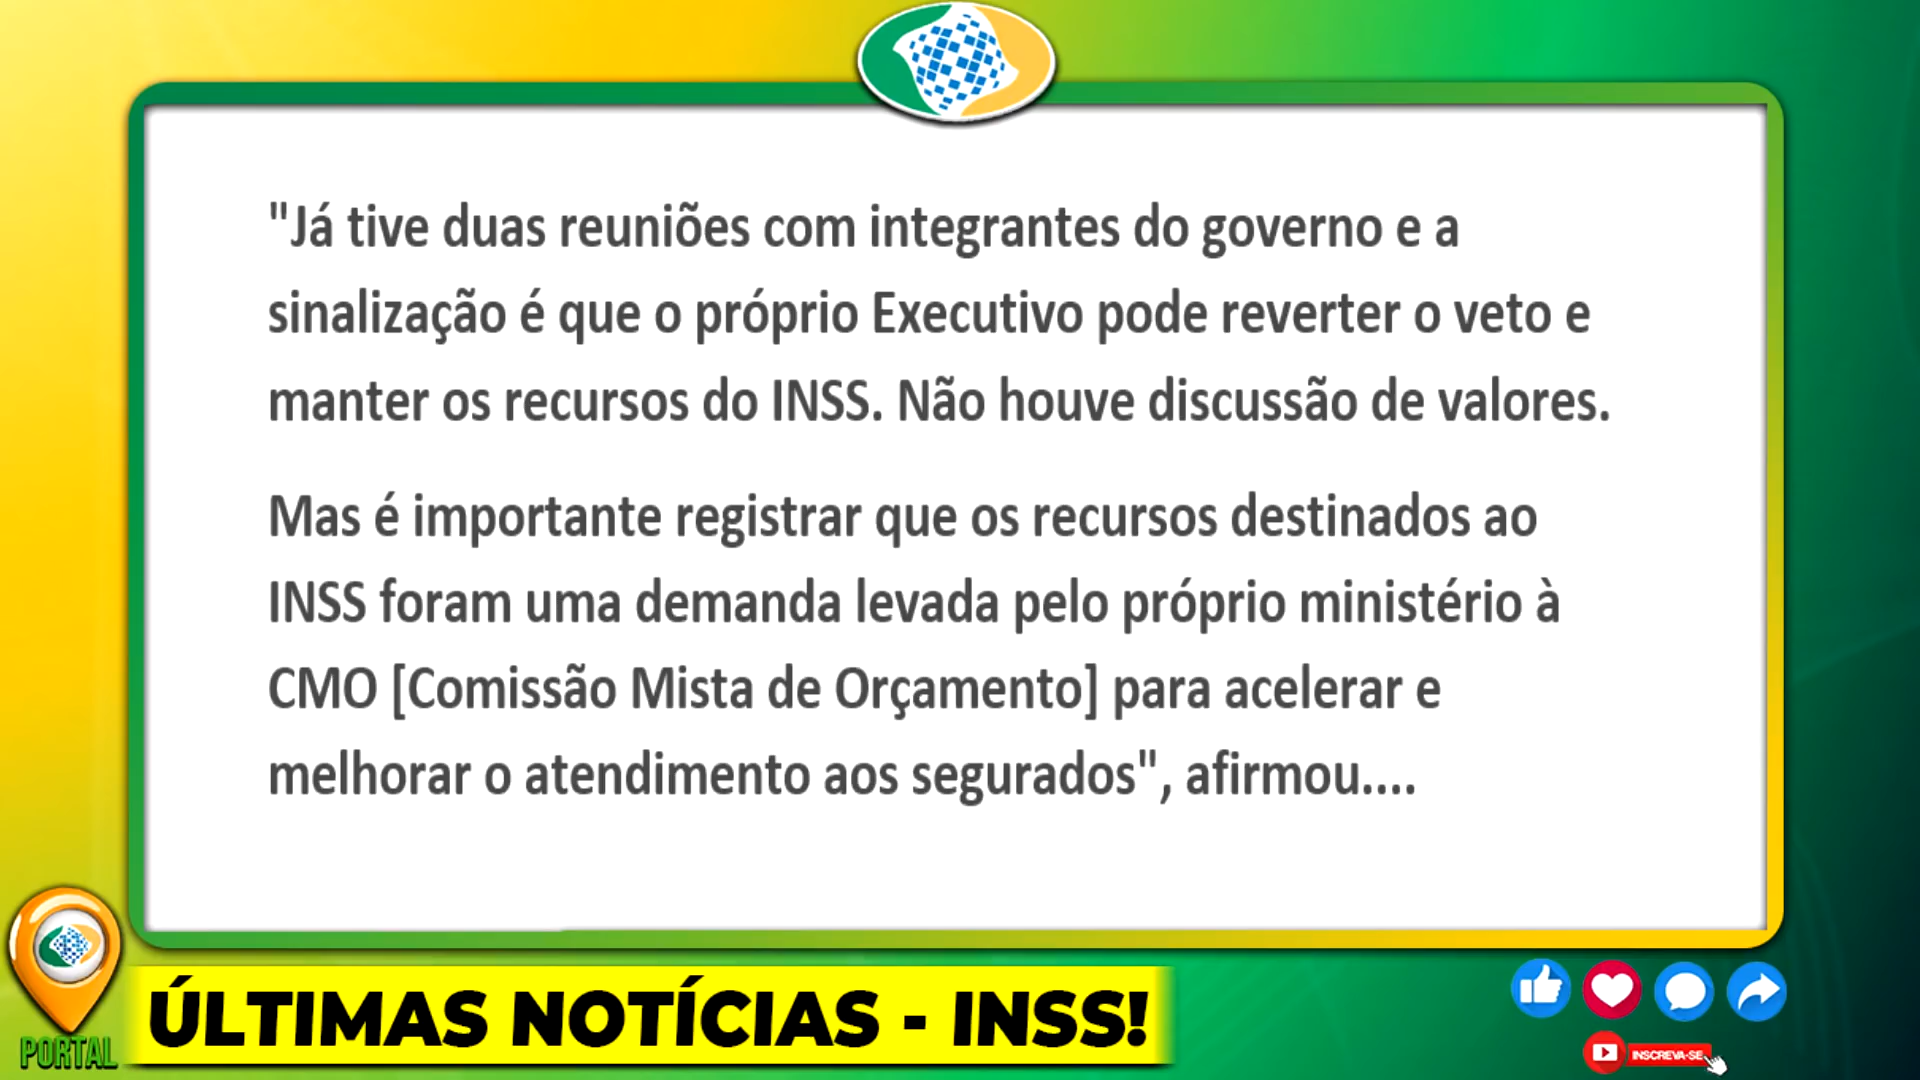 "Já tive duas reuniões com integrantes do governo e a
sinalização é que o próprio Executivo pode reverter o veto e
manter os recursos do INSS. Não houve discussão de valores.
Mas é importante registrar que os recursos destinados ao
INSS foram uma demanda levada pelo próprio ministério à
CMO [Comissão Mista de Orçamento] para acelerar e
melhorar o atendimento aos segurados", afirmou....
ÚLTIMAS NOTÍCIAS - INSS!
PORTAL
INSCREVA-SE